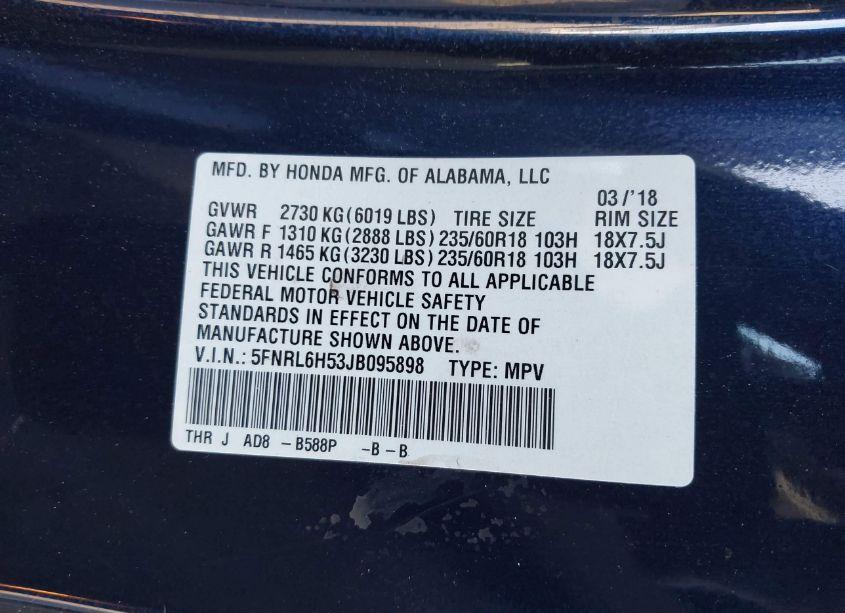 MFD. BY HONDA MFG. OF ALABAMA, LLC
03/'18
GVWR 2730 KG(6019 LBS) TIRE SIZE RIM SIZE
GAWR F 1310 KG(2888 LBS) 235/60R18 103H 18X7.5J
GAWR R 1465 KG(3230 LBS) 235/60R18 103H 18X7.5J
THIS VEHICLE CONFORMS TO ALL APPLICABLE
FEDERAL MOTOR VEHICLE SAFETY
STANDARDS IN EFFECT ON THE DATE OF
MANUFACTURE SHOWN ABOVE.
V.I.N.: 5FNRL6H53JB095898 TYPE: MPV
THR J AD8 -B588P -B-B